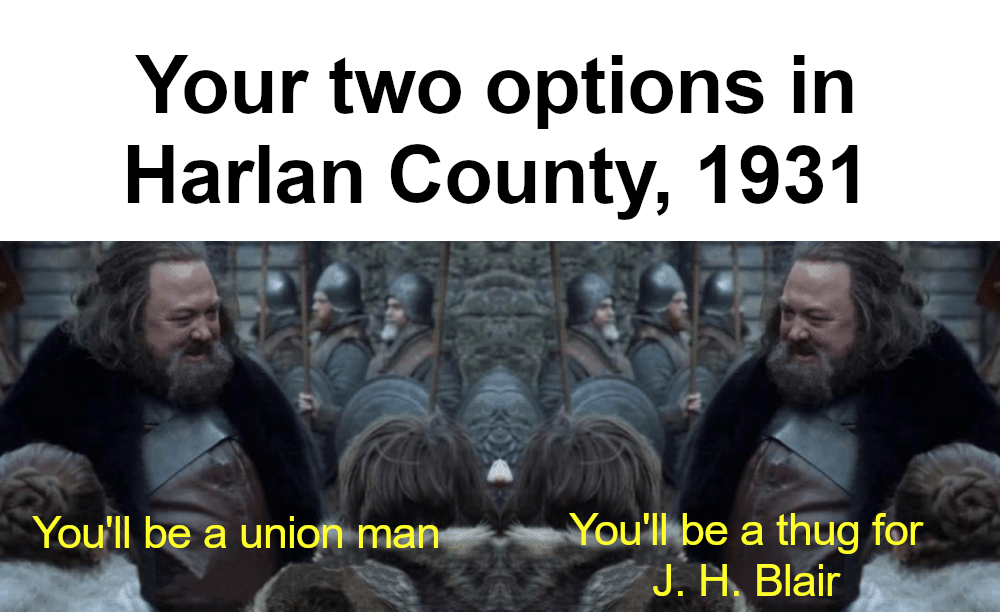 Your two options in
Harlan County, 1931
You'll be a union man
You'll be a thug for
J. H. Blair